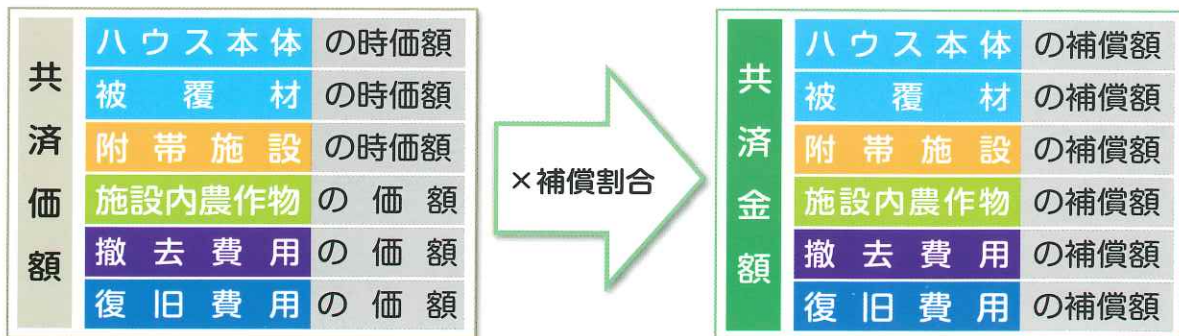 共済価額
ハウス本体の時価額
被覆材の時価額
附帯施設の時価額
施設内農作物の価額
撤去費用の価額
復旧費用の価額
×補償割合
共済金額
ハウス本体の補償額
被覆材の補償額
附帯施設の補償額
施設内農作物の補償額
撤去費用の補償額
復旧費用の補償額